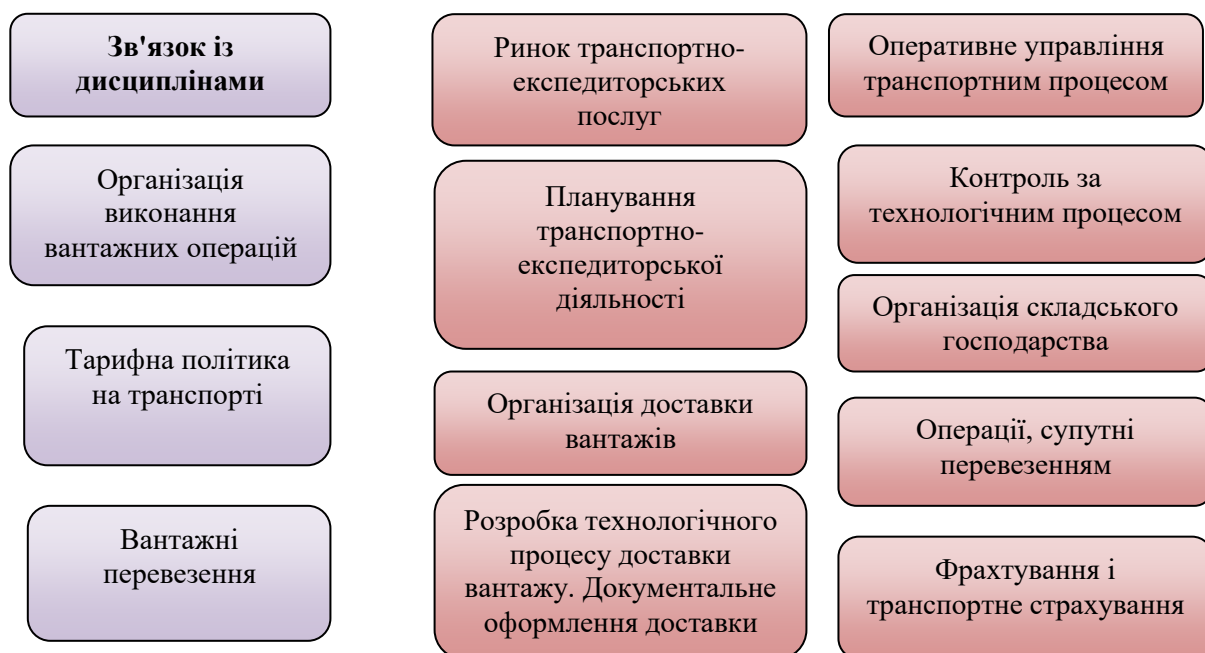 Зв'язок із
дисциплінами
Організація
виконання
вантажних операцій
Тарифна політика
на транспорті
Вантажні
перевезення
Ринок транспортно-
експедиторських
послуг
Планування
транспортно-
експедиторської
діяльності
Організація доставки
вантажів
Розробка технологічного
процесу доставки
вантажу. Документальне
оформлення доставки
Оперативне управління
транспортним процесом
Контроль за
технологічним процесом
Організація складського
господарства
Операції, супутні
перевезенням
Фрахтування і
транспортне страхування